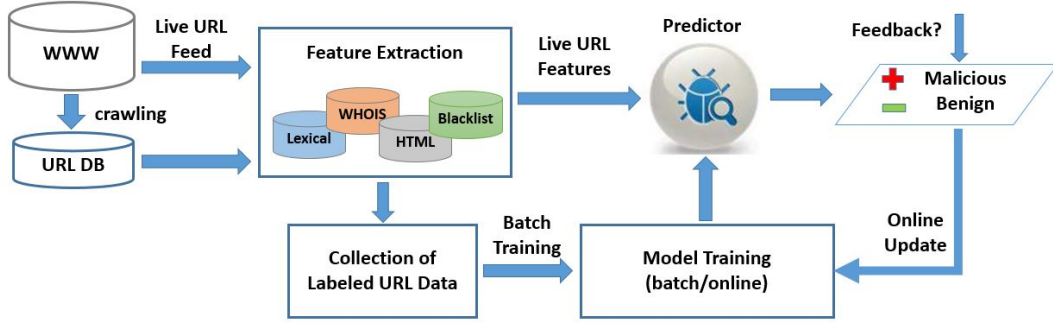 WWW
Live URL
Feed
crawling
URL DB
Feature Extraction
Lexical
WHOIS
HTML
Blacklist
Live URL
Features
Predictor
Feedback?
Malicious
Benign
Collection of
Labeled URL Data
Batch
Training
Model Training
(batch/online)
Online
Update